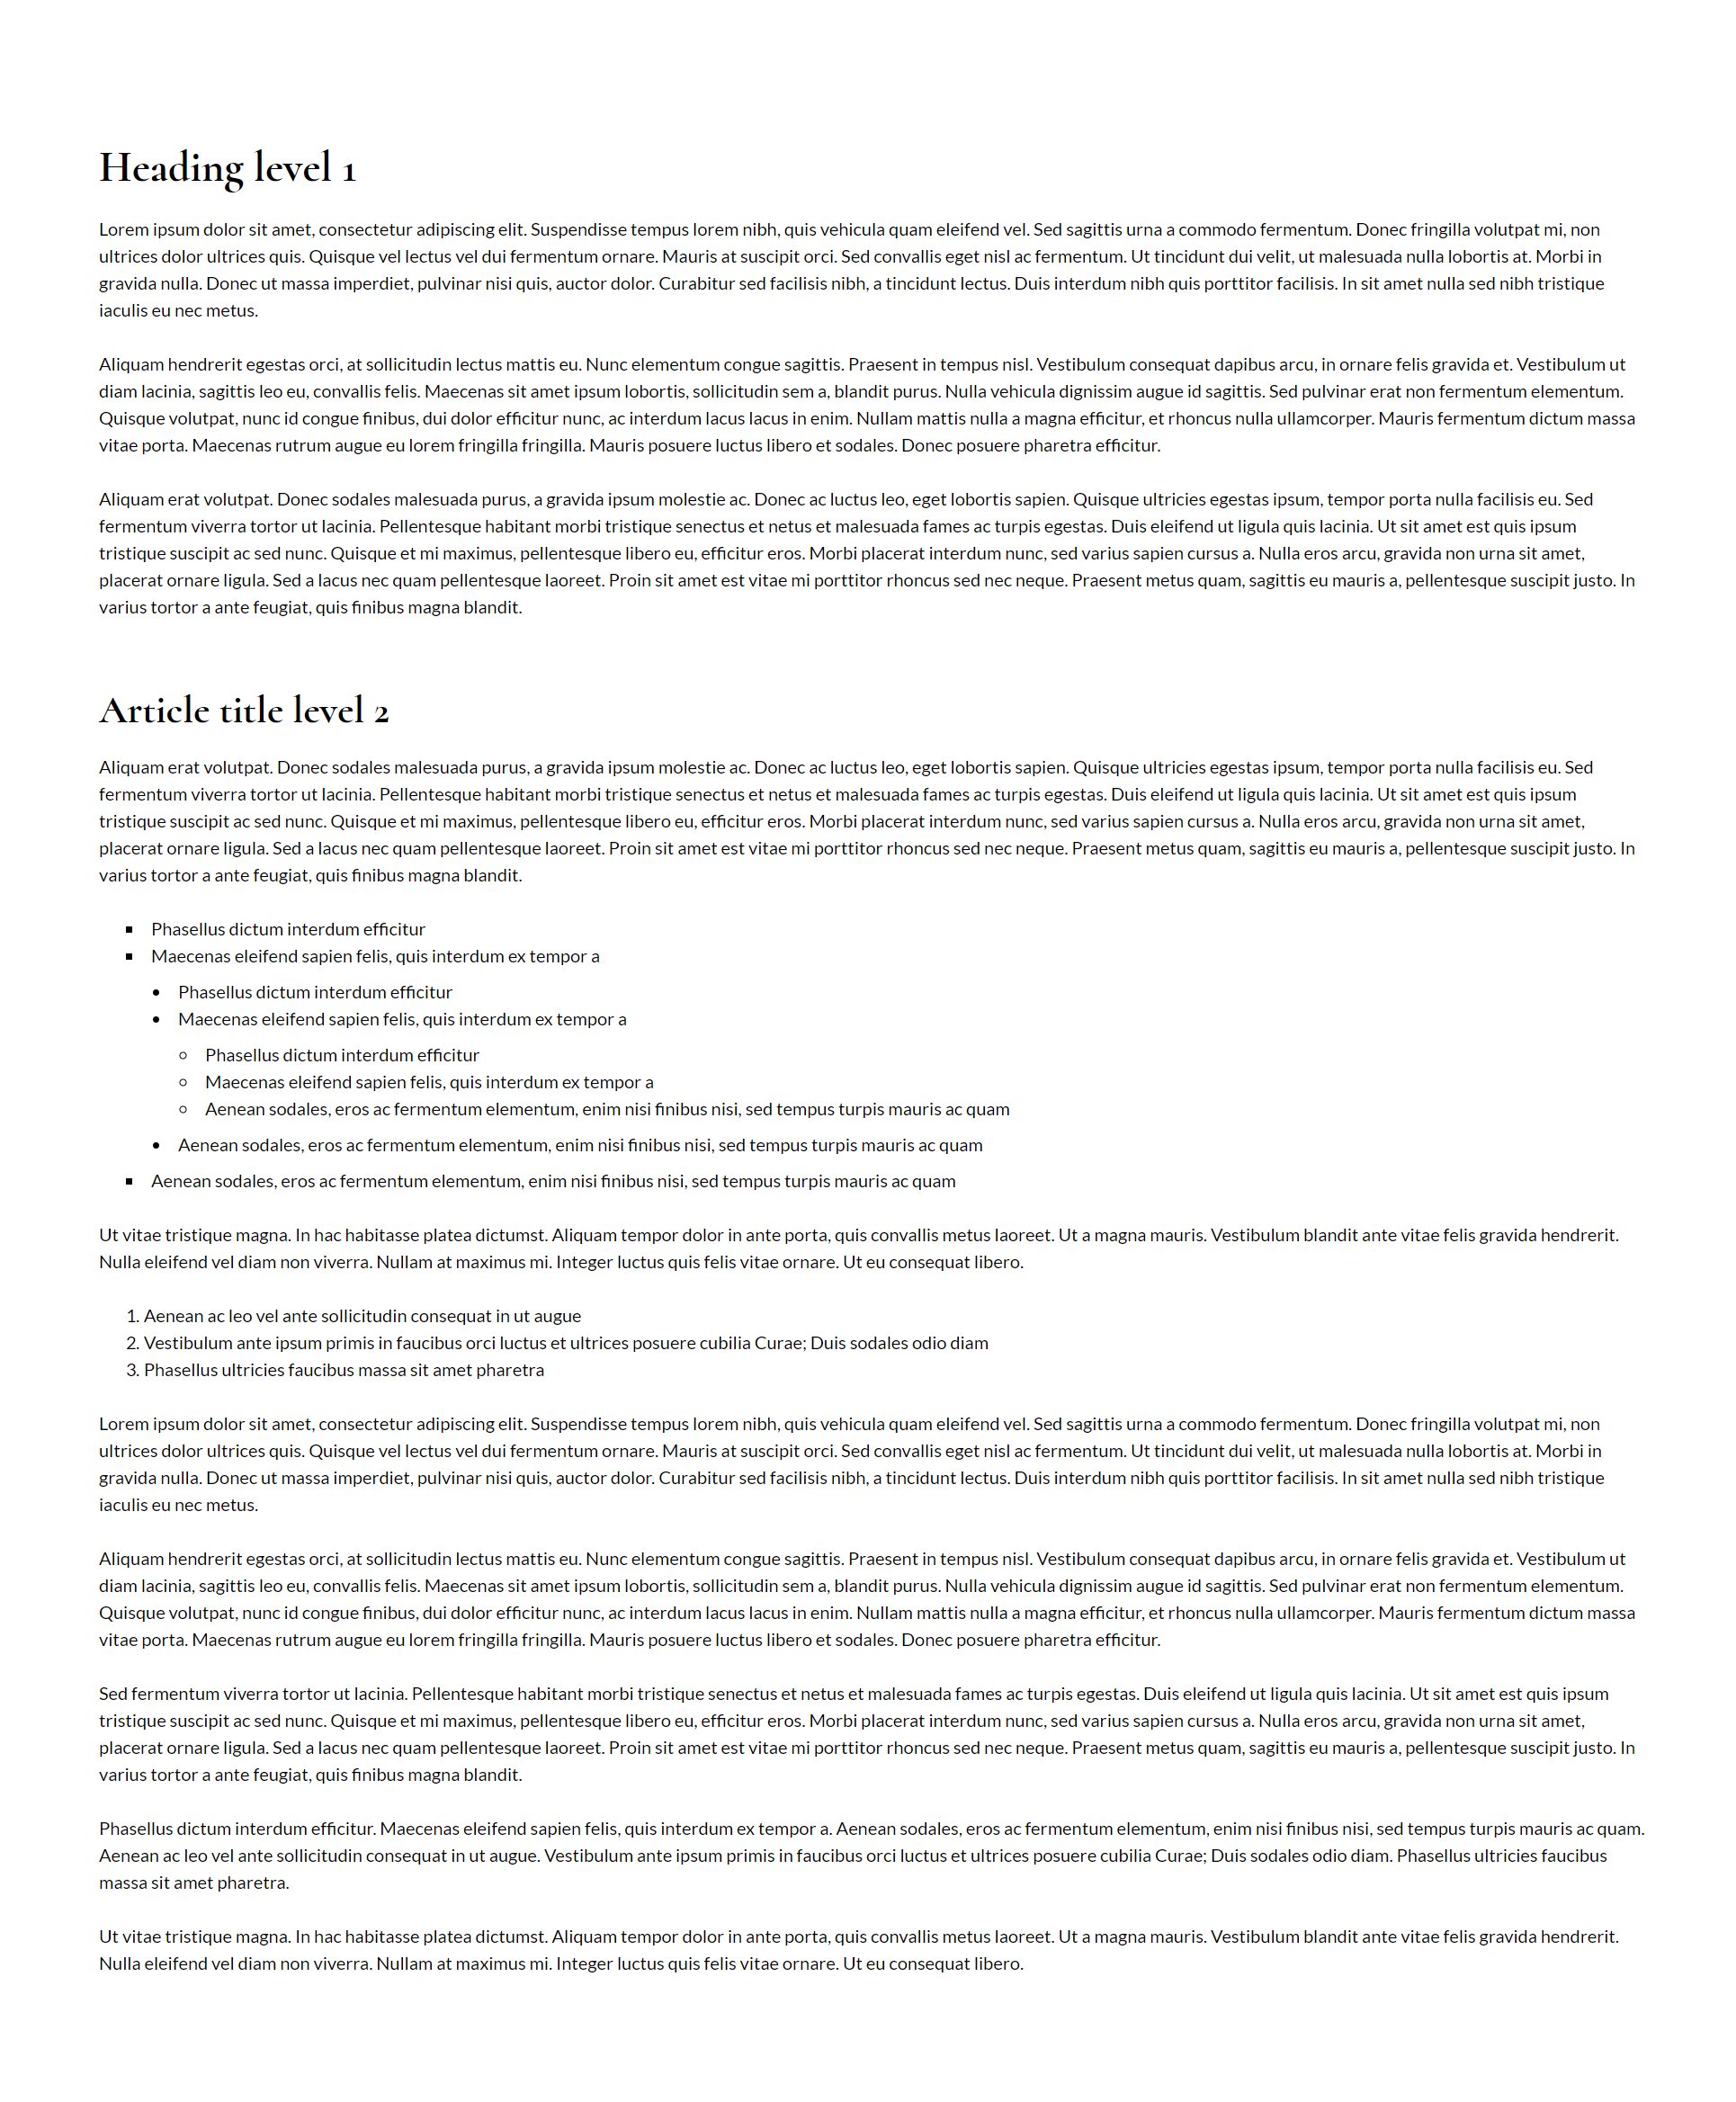 Heading level 1
Lorem ipsum dolor sit amet, consectetur adipiscing elit. Suspendisse tempus lorem nibh, quis vehicula quam eleifend vel. Sed sagittis urna a commodo fermentum. Donec fringilla volutpat mi, non
ultrices dolor ultrices quis. Quisque vel lectus vel dui fermentum ornare. Mauris at suscipit orci. Sed convallis eget nisl ac fermentum. Ut tincidunt dui velit, ut malesuada nulla lobortis at. Morbi in
gravida nulla. Donec ut massa imperdiet, pulvinar nisi quis, auctor dolor. Curabitur sed facilisis nibh, a tincidunt lectus. Duis interdum nibh quis porttitor facilisis. In sit amet nulla sed nibh tristique
iaculis eu nec metus.
Aliquam hendrerit egestas orci, at sollicitudin lectus mattis eu. Nunc elementum congue sagittis. Praesent in tempus nisl. Vestibulum consequat dapibus arcu, in ornare felis gravida et. Vestibulum ut
diam lacinia, sagittis leo eu, convallis felis. Maecenas sit amet ipsum lobortis, sollicitudin sem a, blandit purus. Nulla vehicula dignissim augue id sagittis. Sed pulvinar erat non fermentum elementum.
Quisque volutpat, nunc id congue finibus, dui dolor efficitur nunc, ac interdum lacus lacus in enim. Nullam mattis nulla a magna efficitur, et rhoncus nulla ullamcorper. Mauris fermentum dictum massa
vitae porta. Maecenas rutrum augue eu lorem fringilla fringilla. Mauris posuere luctus libero et sodales. Donec posuere pharetra efficitur.
Aliquam erat volutpat. Donec sodales malesuada purus, a gravida ipsum molestie ac. Donec ac luctus leo, eget lobortis sapien. Quisque ultricies egestas ipsum, tempor porta nulla facilisis eu. Sed
fermentum viverra tortor ut lacinia. Pellentesque habitant morbi tristique senectus et netus et malesuada fames ac turpis egestas. Duis eleifend ut ligula quis lacinia. Ut sit amet est quis ipsum
tristique suscipit ac sed nunc. Quisque et mi maximus, pellentesque libero eu, efficitur eros. Morbi placerat interdum nunc, sed varius sapien cursus a. Nulla eros arcu, gravida non urna sit amet,
placerat ornare ligula. Sed a lacus nec quam pellentesque laoreet. Proin sit amet est vitae mi porttitor rhoncus sed nec neque. Praesent metus quam, sagittis eu mauris a, pellentesque suscipit justo. In
varius tortor a ante feugiat, quis finibus magna blandit.
Article title level 2
Aliquam erat volutpat. Donec sodales malesuada purus, a gravida ipsum molestie ac. Donec ac luctus leo, eget lobortis sapien. Quisque ultricies egestas ipsum, tempor porta nulla facilisis eu. Sed
fermentum viverra tortor ut lacinia. Pellentesque habitant morbi tristique senectus et netus et malesuada fames ac turpis egestas. Duis eleifend ut ligula quis lacinia. Ut sit amet est quis ipsum
tristique suscipit ac sed nunc. Quisque et mi maximus, pellentesque libero eu, efficitur eros. Morbi placerat interdum nunc, sed varius sapien cursus a. Nulla eros arcu, gravida non urna sit amet,
placerat ornare ligula. Sed a lacus nec quam pellentesque laoreet. Proin sit amet est vitae mi porttitor rhoncus sed nec neque. Praesent metus quam, sagittis eu mauris a, pellentesque suscipit justo. In
varius tortor a ante feugiat, quis finibus magna blandit.
▪ Phasellus dictum interdum efficitur
▪ Maecenas eleifend sapien felis, quis interdum ex tempor a
• Phasellus dictum interdum efficitur
• Maecenas eleifend sapien felis, quis interdum ex tempor a
◦ Phasellus dictum interdum efficitur
◦ Maecenas eleifend sapien felis, quis interdum ex tempor a
◦ Aenean sodales, eros ac fermentum elementum, enim nisi finibus nisi, sed tempus turpis mauris ac quam
• Aenean sodales, eros ac fermentum elementum, enim nisi finibus nisi, sed tempus turpis mauris ac quam
▪ Aenean sodales, eros ac fermentum elementum, enim nisi finibus nisi, sed tempus turpis mauris ac quam
Ut vitae tristique magna. In hac habitasse platea dictumst. Aliquam tempor dolor in ante porta, quis convallis metus laoreet. Ut a magna mauris. Vestibulum blandit ante vitae felis gravida hendrerit.
Nulla eleifend vel diam non viverra. Nullam at maximus mi. Integer luctus quis felis vitae ornare. Ut eu consequat libero.
1. Aenean ac leo vel ante sollicitudin consequat in ut augue
2. Vestibulum ante ipsum primis in faucibus orci luctus et ultrices posuere cubilia Curae; Duis sodales odio diam
3. Phasellus ultricies faucibus massa sit amet pharetra
Lorem ipsum dolor sit amet, consectetur adipiscing elit. Suspendisse tempus lorem nibh, quis vehicula quam eleifend vel. Sed sagittis urna a commodo fermentum. Donec fringilla volutpat mi, non
ultrices dolor ultrices quis. Quisque vel lectus vel dui fermentum ornare. Mauris at suscipit orci. Sed convallis eget nisl ac fermentum. Ut tincidunt dui velit, ut malesuada nulla lobortis at. Morbi in
gravida nulla. Donec ut massa imperdiet, pulvinar nisi quis, auctor dolor. Curabitur sed facilisis nibh, a tincidunt lectus. Duis interdum nibh quis porttitor facilisis. In sit amet nulla sed nibh tristique
iaculis eu nec metus.
Aliquam hendrerit egestas orci, at sollicitudin lectus mattis eu. Nunc elementum congue sagittis. Praesent in tempus nisl. Vestibulum consequat dapibus arcu, in ornare felis gravida et. Vestibulum ut
diam lacinia, sagittis leo eu, convallis felis. Maecenas sit amet ipsum lobortis, sollicitudin sem a, blandit purus. Nulla vehicula dignissim augue id sagittis. Sed pulvinar erat non fermentum elementum.
Quisque volutpat, nunc id congue finibus, dui dolor efficitur nunc, ac interdum lacus lacus in enim. Nullam mattis nulla a magna efficitur, et rhoncus nulla ullamcorper. Mauris fermentum dictum massa
vitae porta. Maecenas rutrum augue eu lorem fringilla fringilla. Mauris posuere luctus libero et sodales. Donec posuere pharetra efficitur.
Sed fermentum viverra tortor ut lacinia. Pellentesque habitant morbi tristique senectus et netus et malesuada fames ac turpis egestas. Duis eleifend ut ligula quis lacinia. Ut sit amet est quis ipsum
tristique suscipit ac sed nunc. Quisque et mi maximus, pellentesque libero eu, efficitur eros. Morbi placerat interdum nunc, sed varius sapien cursus a. Nulla eros arcu, gravida non urna sit amet,
placerat ornare ligula. Sed a lacus nec quam pellentesque laoreet. Proin sit amet est vitae mi porttitor rhoncus sed nec neque. Praesent metus quam, sagittis eu mauris a, pellentesque suscipit justo. In
varius tortor a ante feugiat, quis finibus magna blandit.
Phasellus dictum interdum efficitur. Maecenas eleifend sapien felis, quis interdum ex tempor a. Aenean sodales, eros ac fermentum elementum, enim nisi finibus nisi, sed tempus turpis mauris ac quam.
Aenean ac leo vel ante sollicitudin consequat in ut augue. Vestibulum ante ipsum primis in faucibus orci luctus et ultrices posuere cubilia Curae; Duis sodales odio diam. Phasellus ultricies faucibus
massa sit amet pharetra.
Ut vitae tristique magna. In hac habitasse platea dictumst. Aliquam tempor dolor in ante porta, quis convallis metus laoreet. Ut a magna mauris. Vestibulum blandit ante vitae felis gravida hendrerit.
Nulla eleifend vel diam non viverra. Nullam at maximus mi. Integer luctus quis felis vitae ornare. Ut eu consequat libero.